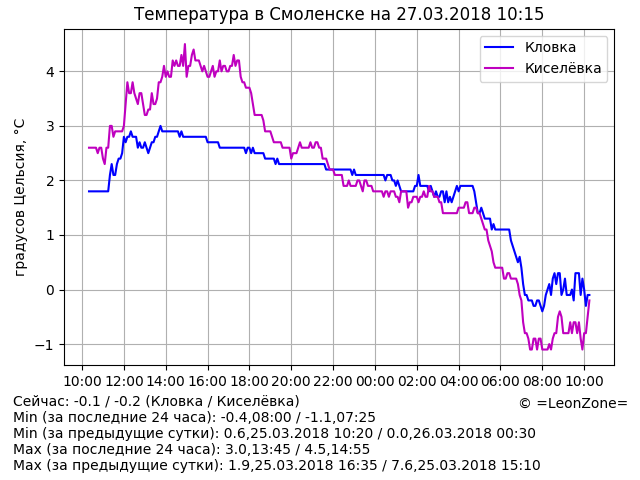 Температура в Смоленске на 27.03.2018 10:15
Кловка
Киселёвка
градусов Цельсия, °C
4
3
2
1
0
−1
10:00 12:00 14:00 16:00 18:00 20:00 22:00 00:00 02:00 04:00 06:00 08:00 10:00
Сейчас: -0.1 / -0.2 (Кловка / Киселёвка)
© =LeonZone=
Min (за последние 24 часа): -0.4,08:00 / -1.1,07:25
Min (за предыдущие сутки): 0.6,25.03.2018 10:20 / 0.0,26.03.2018 00:30
Max (за последние 24 часа): 3.0,13:45 / 4.5,14:55
Max (за предыдущие сутки): 1.9,25.03.2018 16:35 / 7.6,25.03.2018 15:10